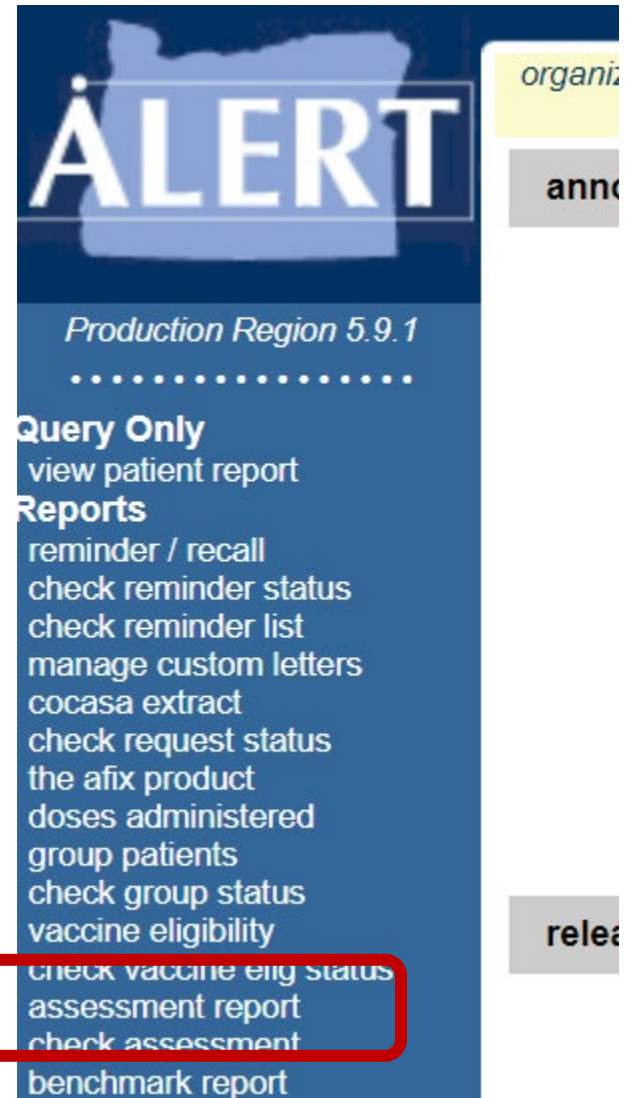 ALERT
organiz
anno
Production Region 5.9.1
Query Only
view patient report
Reports
reminder / recall
check reminder status
check reminder list
manage custom letters
cocasa extract
check request status
the afix product
doses administered
group patients
check group status
vaccine eligibility
check vaccine elig status
assessment report
check assessment
benchmark report
relea